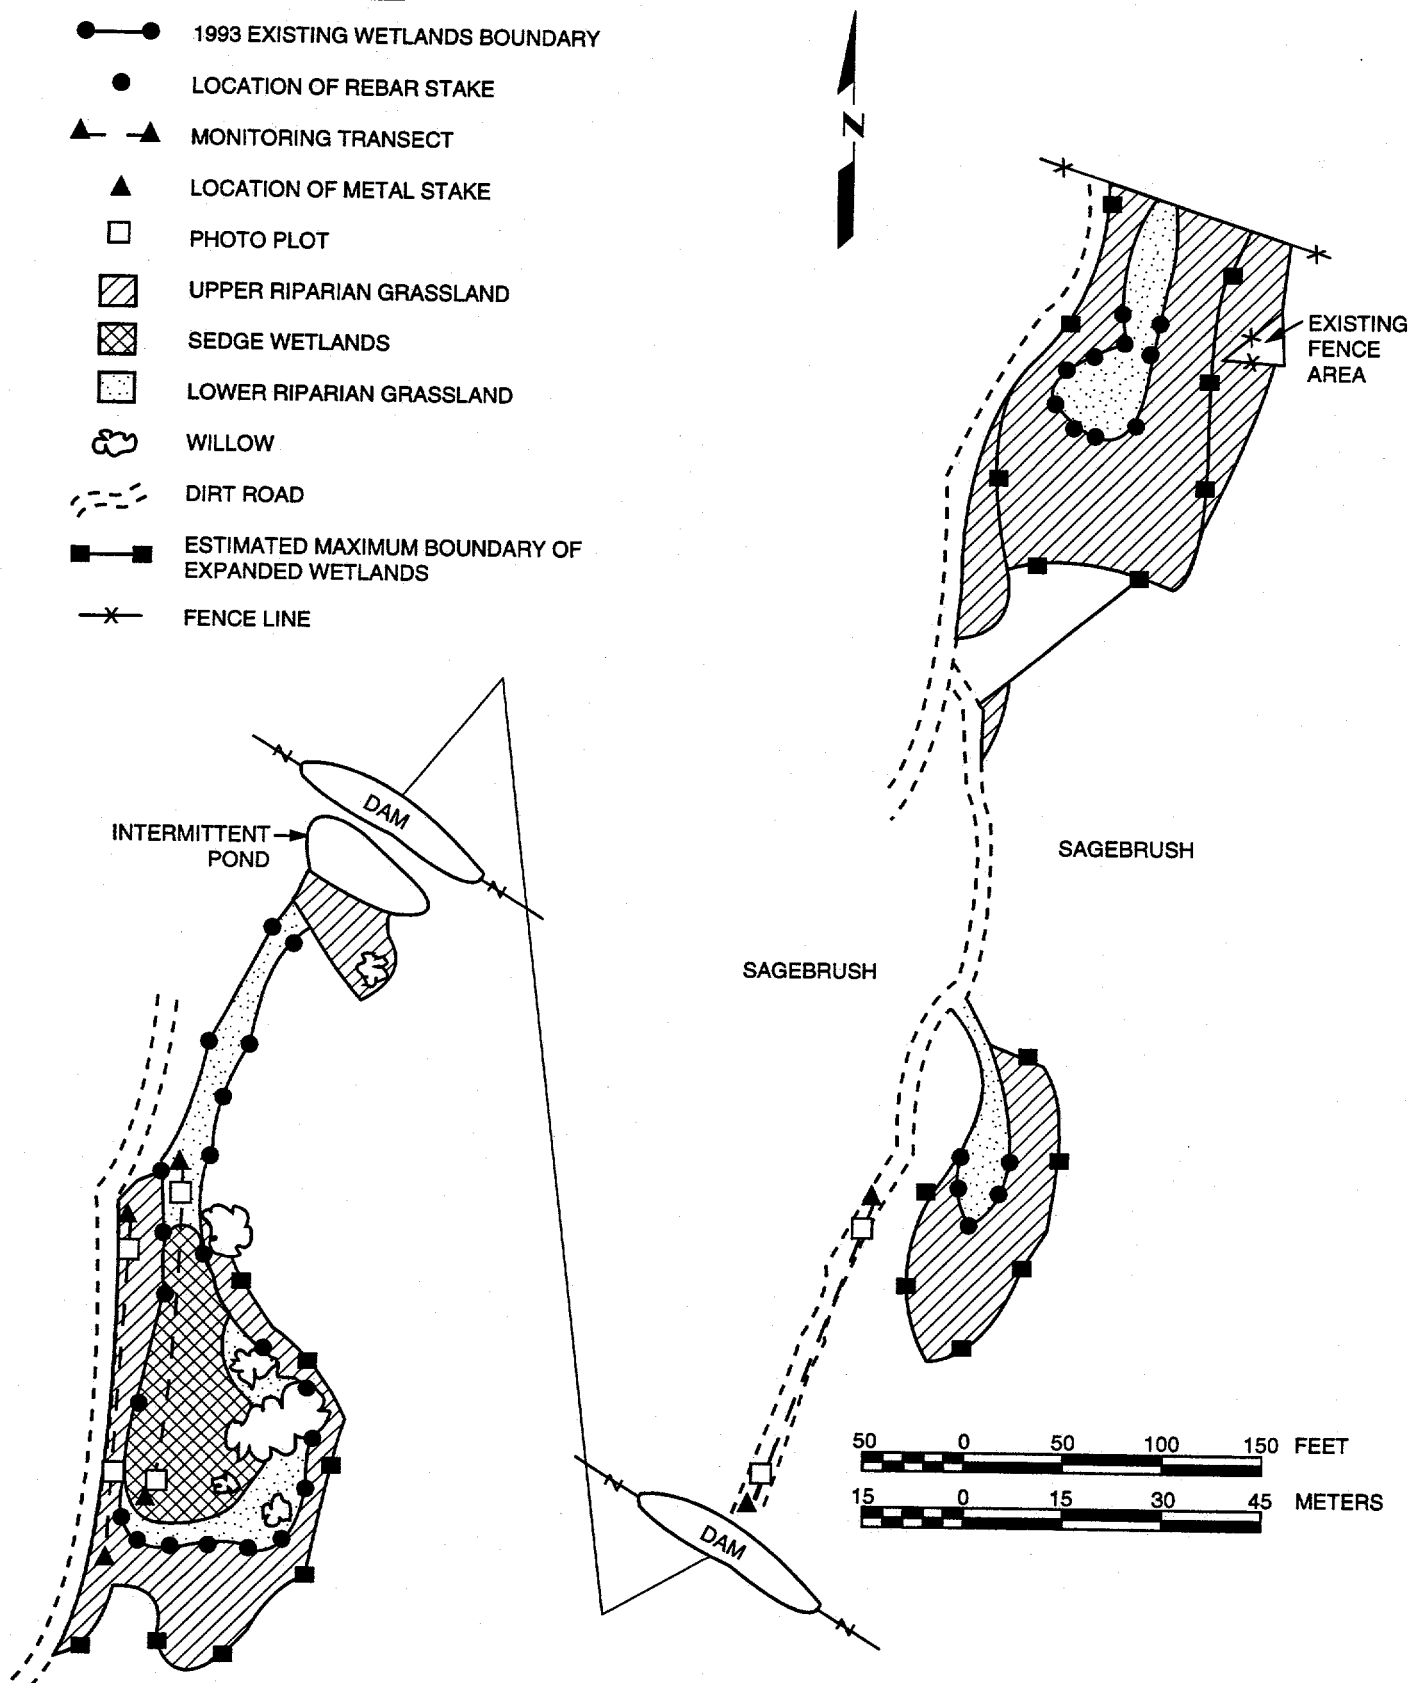 1993 EXISTING WETLANDS BOUNDARY
LOCATION OF REBAR STAKE
MONITORING TRANSECT
LOCATION OF METAL STAKE
PHOTO PLOT
UPPER RIPARIAN GRASSLAND
SEDGE WETLANDS
LOWER RIPARIAN GRASSLAND
WILLOW
DIRT ROAD
ESTIMATED MAXIMUM BOUNDARY OF
EXPANDED WETLANDS
FENCE LINE
N
EXISTING
FENCE
AREA
DAM
INTERMITTENT
POND
SAGEBRUSH
SAGEBRUSH
DAM
50 0 50 100 150 FEET
15 0 15 30 45 METERS